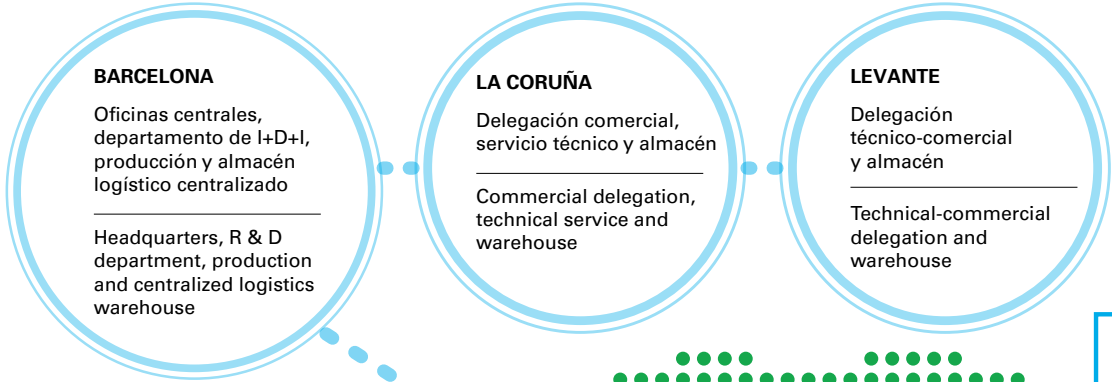 BARCELONA
Oficinas centrales,
departamento de I+D+I,
producción y almacén
logístico centralizado
Headquarters, R & D
department, production
and centralized logistics
warehouse
LA CORUÑA
Delegación comercial,
servicio técnico y almacén
Commercial delegation,
technical service and
warehouse
LEVANTE
Delegación
técnico-comercial
y almacén
Technical-commercial
delegation and
warehouse